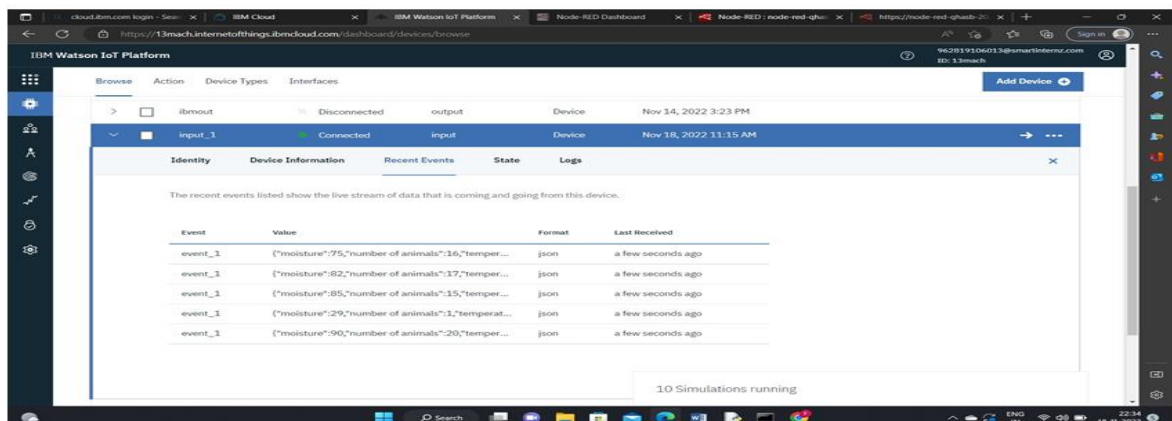 cloud.ibm.com login - Sear
IBM Cloud
IBM Watson IoT Platform
Node-RED Dashboard
Node-RED : node-red-qhas
https://node-red-qhasb-20
https://13mach.internetofthings.ibmcloud.com/dashboard/devices/browse
Sign in
IBM Watson IoT Platform
962819106013@smartinternz.com
ID: 13mach
Browse Action Device Types Interfaces
Add Device
ibmout Disconnected output Device Nov 14, 2022 3:23 PM
input_1 Connected input Device Nov 18, 2022 11:15 AM
Identity Device Information Recent Events State Logs
The recent events listed show the live stream of data that is coming and going from this device.
Event Value Format Last Received
event_1 {"moisture":75,"number of animals":16,"temper... json a few seconds ago
event_1 {"moisture":82,"number of animals":17,"temper... json a few seconds ago
event_1 {"moisture":85,"number of animals":15,"temper... json a few seconds ago
event_1 {"moisture":29,"number of animals":1,"temperat... json a few seconds ago
event_1 {"moisture":90,"number of animals":20,"temper... json a few seconds ago
10 Simulations running
Search
ENG
IN
22:34